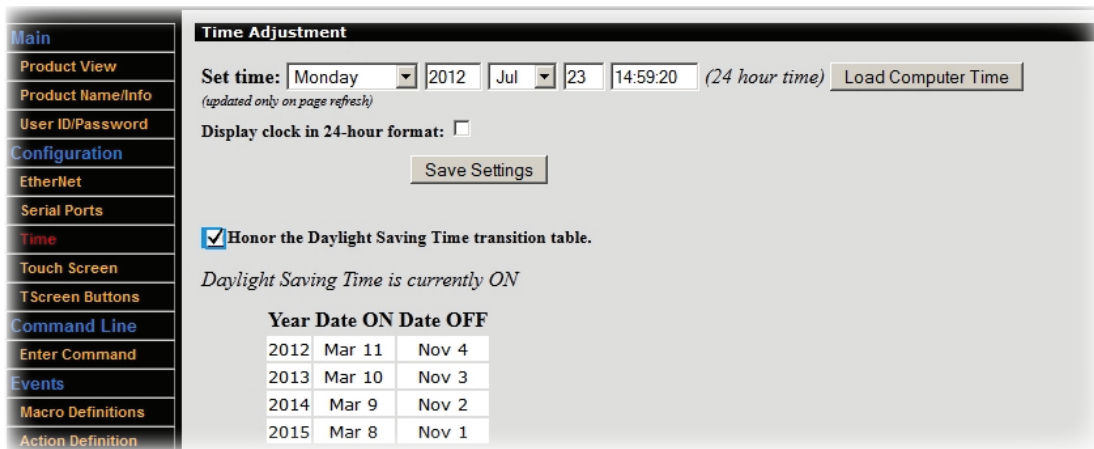 Main
Product View
Product Name/Info
User ID/Password
Configuration
EtherNet
Serial Ports
Time
Touch Screen
TScreen Buttons
Command Line
Enter Command
Events
Macro Definitions
Action Definition
Time Adjustment
Set time: Monday 2012 Jul 23 14:59:20 (24 hour time) Load Computer Time
(updated only on page refresh)
Display clock in 24-hour format:
Save Settings
Honor the Daylight Saving Time transition table.
Daylight Saving Time is currently ON
Year Date ON Date OFF
2012 Mar 11 Nov 4
2013 Mar 10 Nov 3
2014 Mar 9 Nov 2
2015 Mar 8 Nov 1